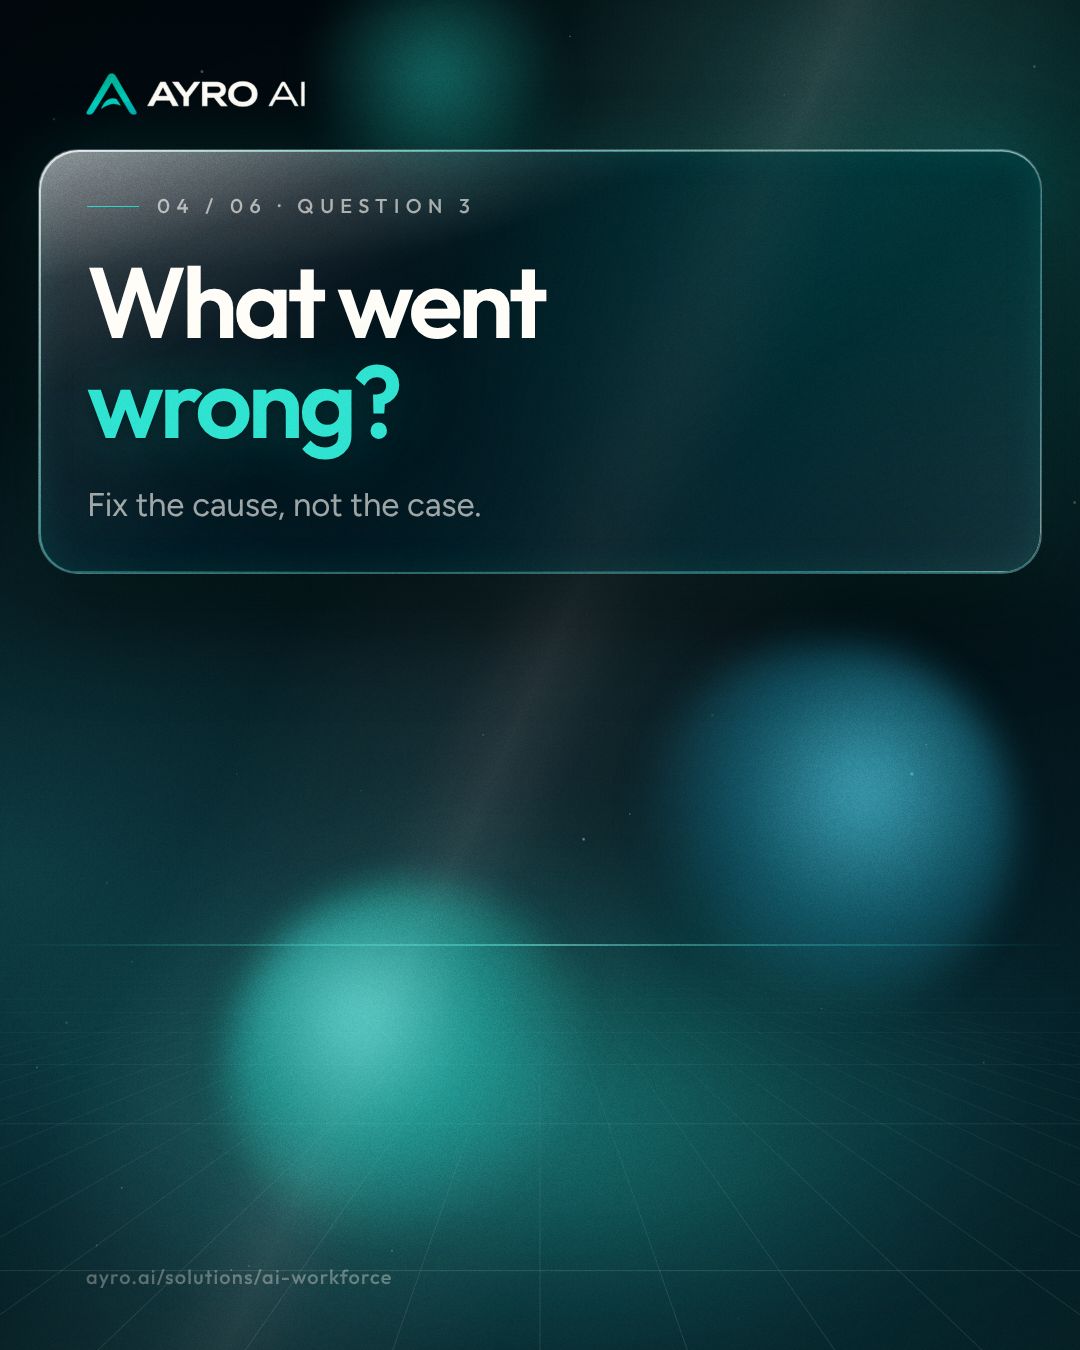 AYRO AI
04 / 06 · QUESTION 3
What went
wrong?
Fix the cause, not the case.
ayro.ai/solutions/ai-workforce